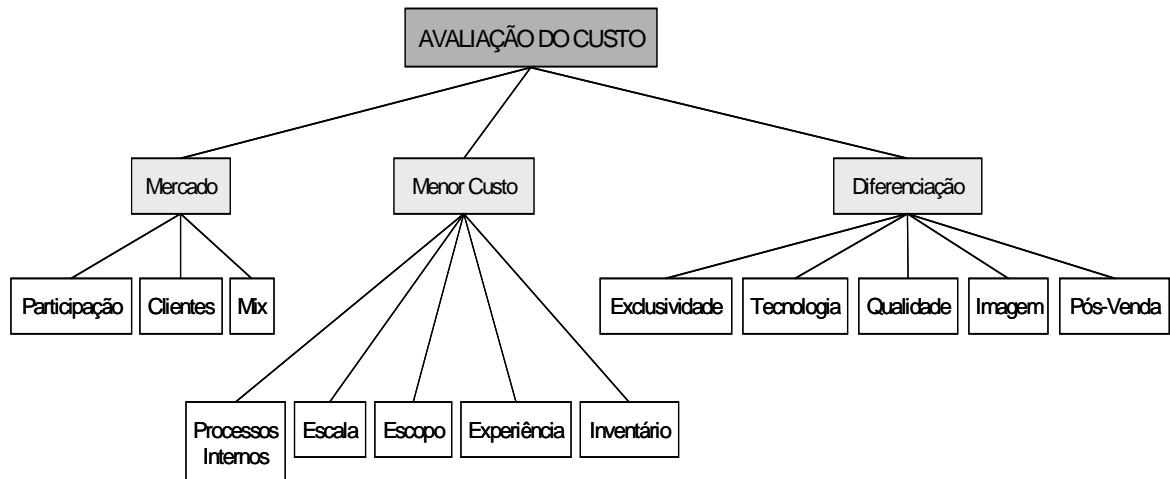 AVALIAÇÃO DO CUSTO
Mercado
Menor Custo
Diferenciação
Participação
Clientes
Mix
Exclusividade
Tecnologia
Qualidade
Imagem
Pós-Venda
Processos
Internos
Escala
Escopo
Experiência
Inventário